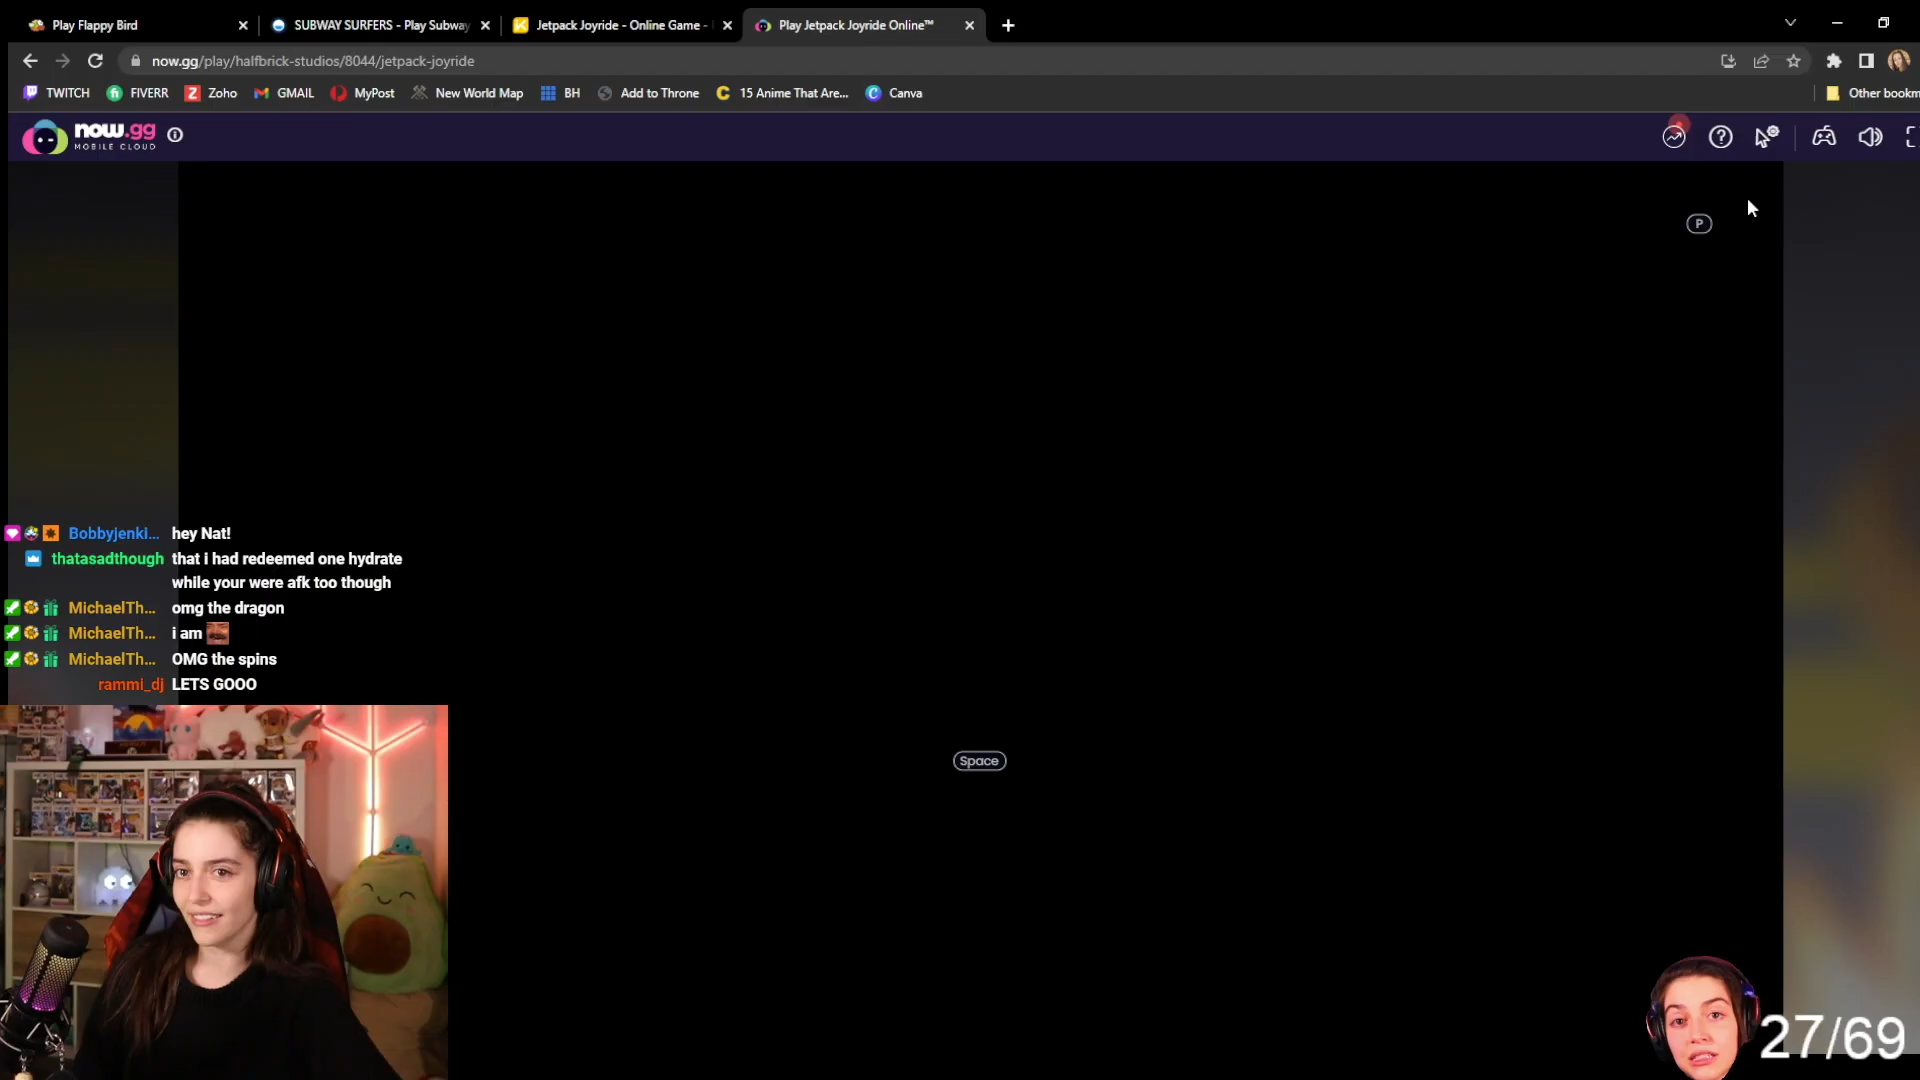 Play Flappy Bird
SUBWAY SURFERS - Play Subway
Jetpack Joyride - Online Game -
Play Jetpack Joyride Online™
now.gg/play/halfbrick-studios/8044/jetpack-joyride
TWITCH
FIVERR
Zoho
GMAIL
MyPost
New World Map
BH
Add to Throne
15 Anime That Are...
Canva
Other bookm
now.gg
MOBILE CLOUD
P
Bobbyjenki... hey Nat!
thatasadthough that i had redeemed one hydrate
while your were afk too though
MichaelTh... omg the dragon
MichaelTh... i am
MichaelTh... OMG the spins
rammi_dj LETS GOOO
Space
27/69